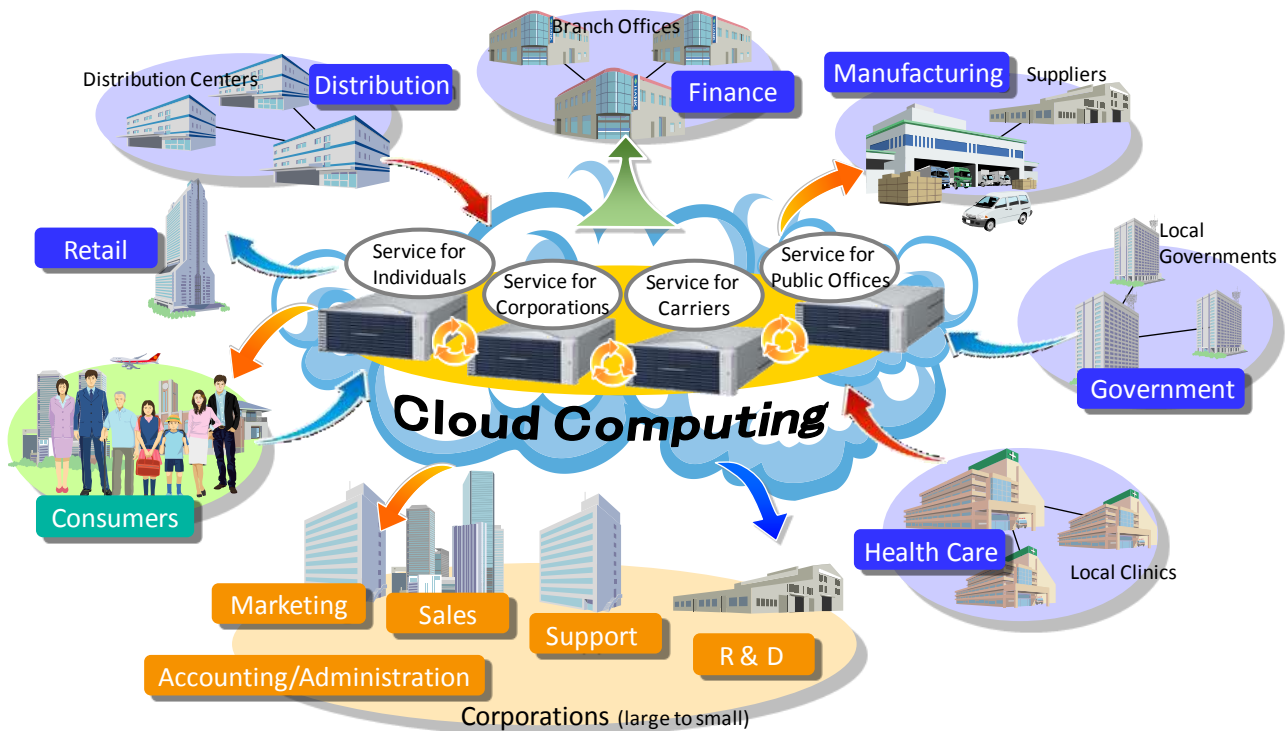 Branch Offices
Finance
Distribution Centers
Distribution
Manufacturing
Suppliers
Retail
Local
Governments
Government
Service for
Individuals
Service for
Corporations
Service for
Carriers
Service for
Public Offices
Cloud Computing
Consumers
Health Care
Local Clinics
Marketing
Sales
Support
R & D
Accounting/Administration
Corporations (large to small)